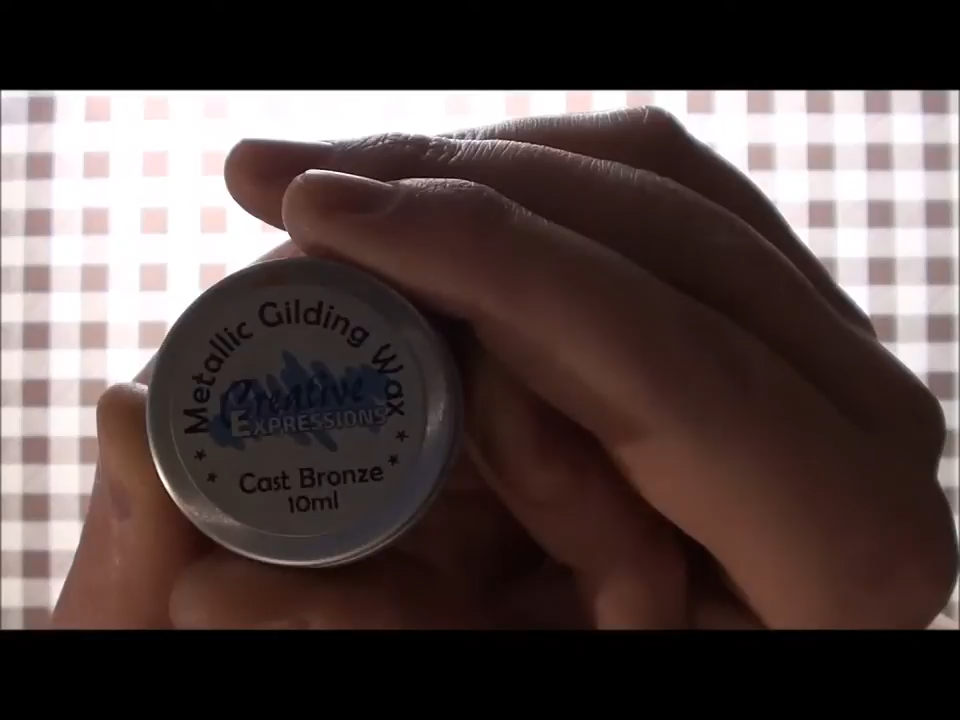 Metallic Gilding Wax
Creative
EXPRESSIONS
Cast Bronze
10ml